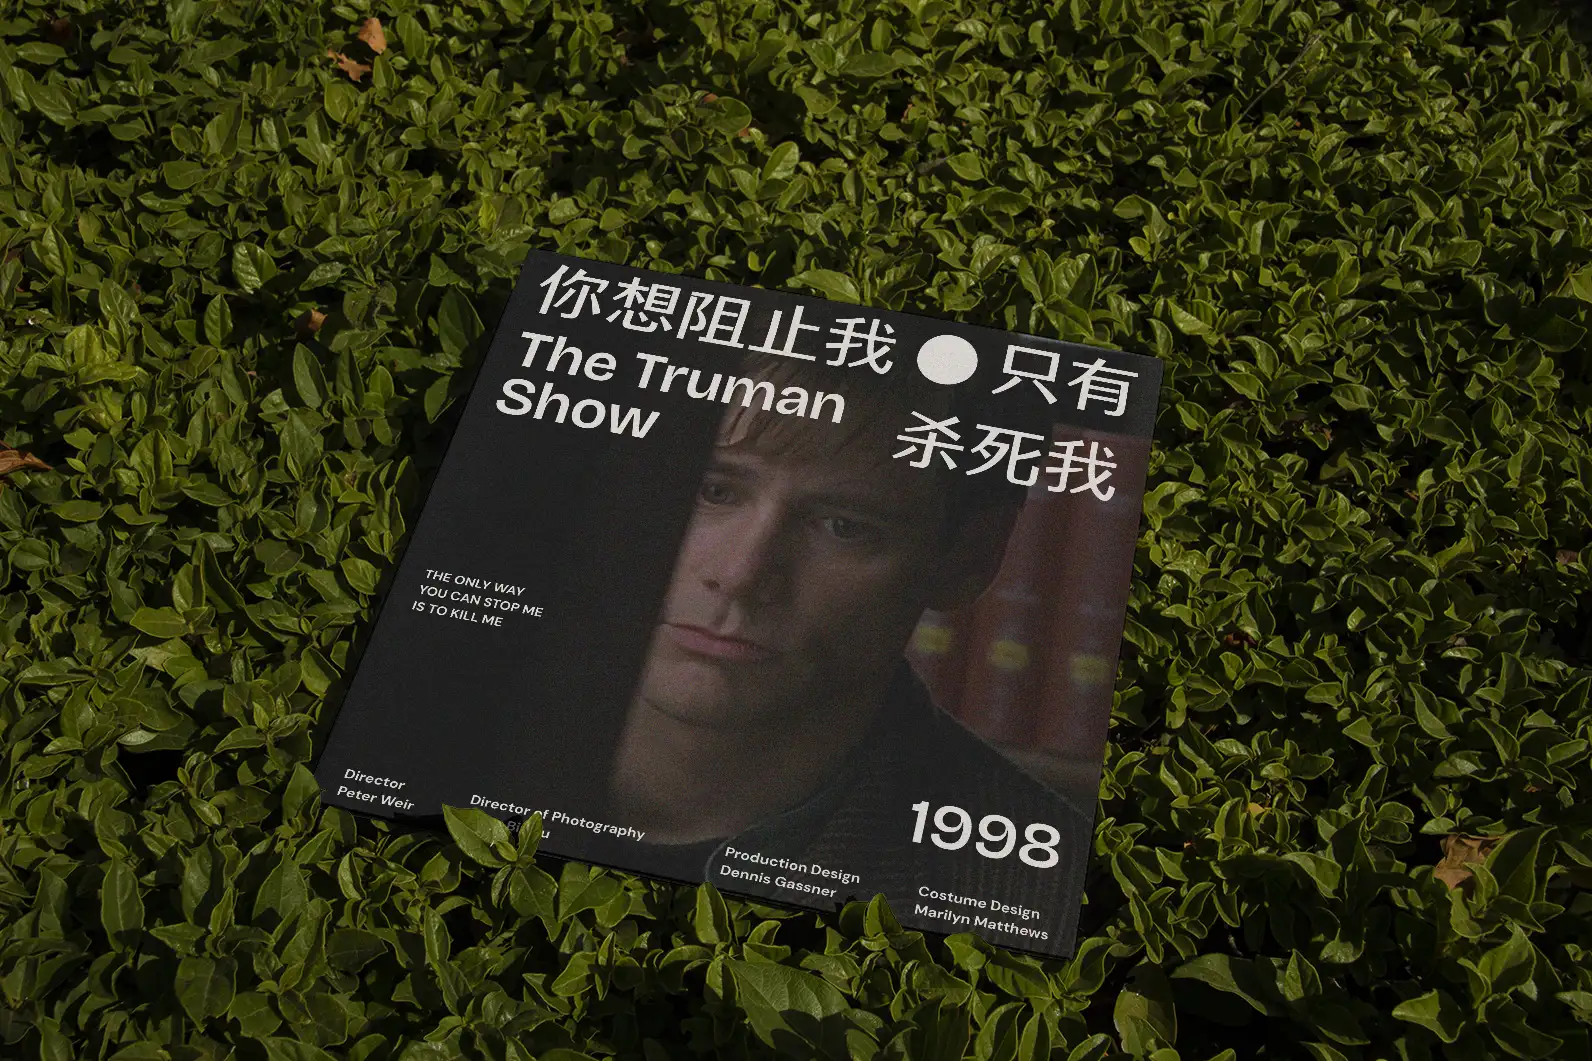 你想阻止我●只有
杀死我
The Truman
Show
THE ONLY WAY
YOU CAN STOP ME
IS TO KILL ME
Director
Peter Weir
Director of Photography
Production Design
Dennis Gassner
1998
Costume Design
Marilyn Matthews